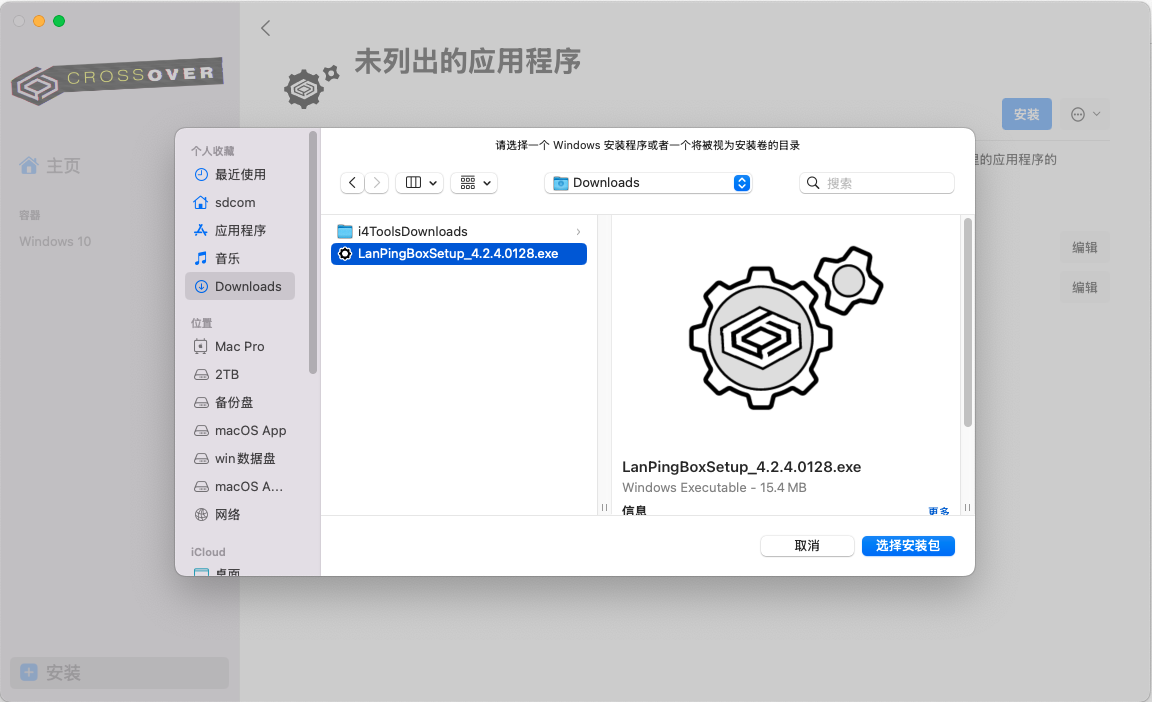 CROSSOVER
主页
容器
Windows 10
安装
未列出的应用程序
安装
的应用程序的
编辑
编辑
个人收藏
最近使用
sdcom
应用程序
音乐
Downloads
位置
Mac Pro
2TB
备份盘
macOS App
win数据盘
macOS A...
网络
iCloud
桌面
请选择一个 Windows 安装程序或者一个将被视为安装卷的目录
Downloads
搜索
i4ToolsDownloads
LanPingBoxSetup_4.2.4.0128.exe
LanPingBoxSetup_4.2.4.0128.exe
Windows Executable - 15.4 MB
信息
更多
取消
选择安装包